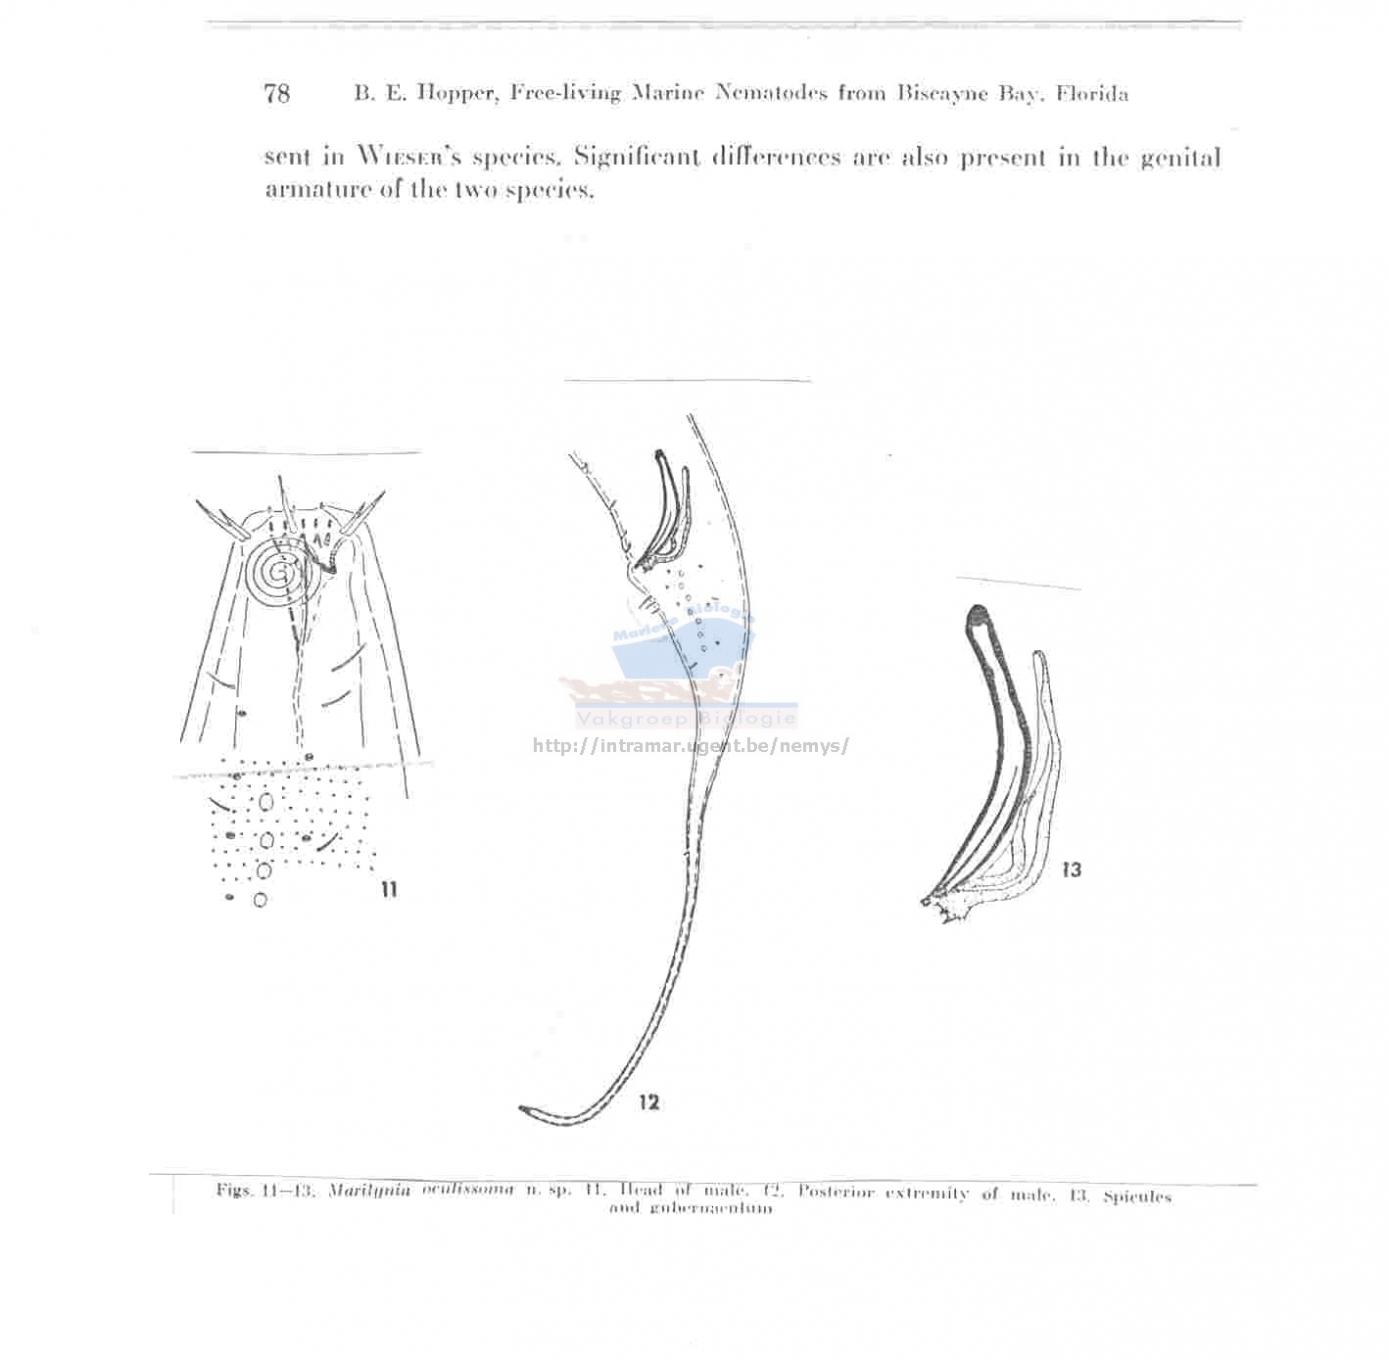 78 B. E. Hopper, Free-living Marine Nematodes from Biscayne Bay, Florida
sent in WIESER's species. Significant differences are also present in the genital
armature of the two species.
Mariene Biologie
Vakgroep Biologie
http://intramar.ugent.be/nemys/
13
11
12
Figs. 11—13. Marilynia oculissoma n. sp. 11. Head of male. 12. Posterior extremity of male. 13. Spicules
and gubernaculum